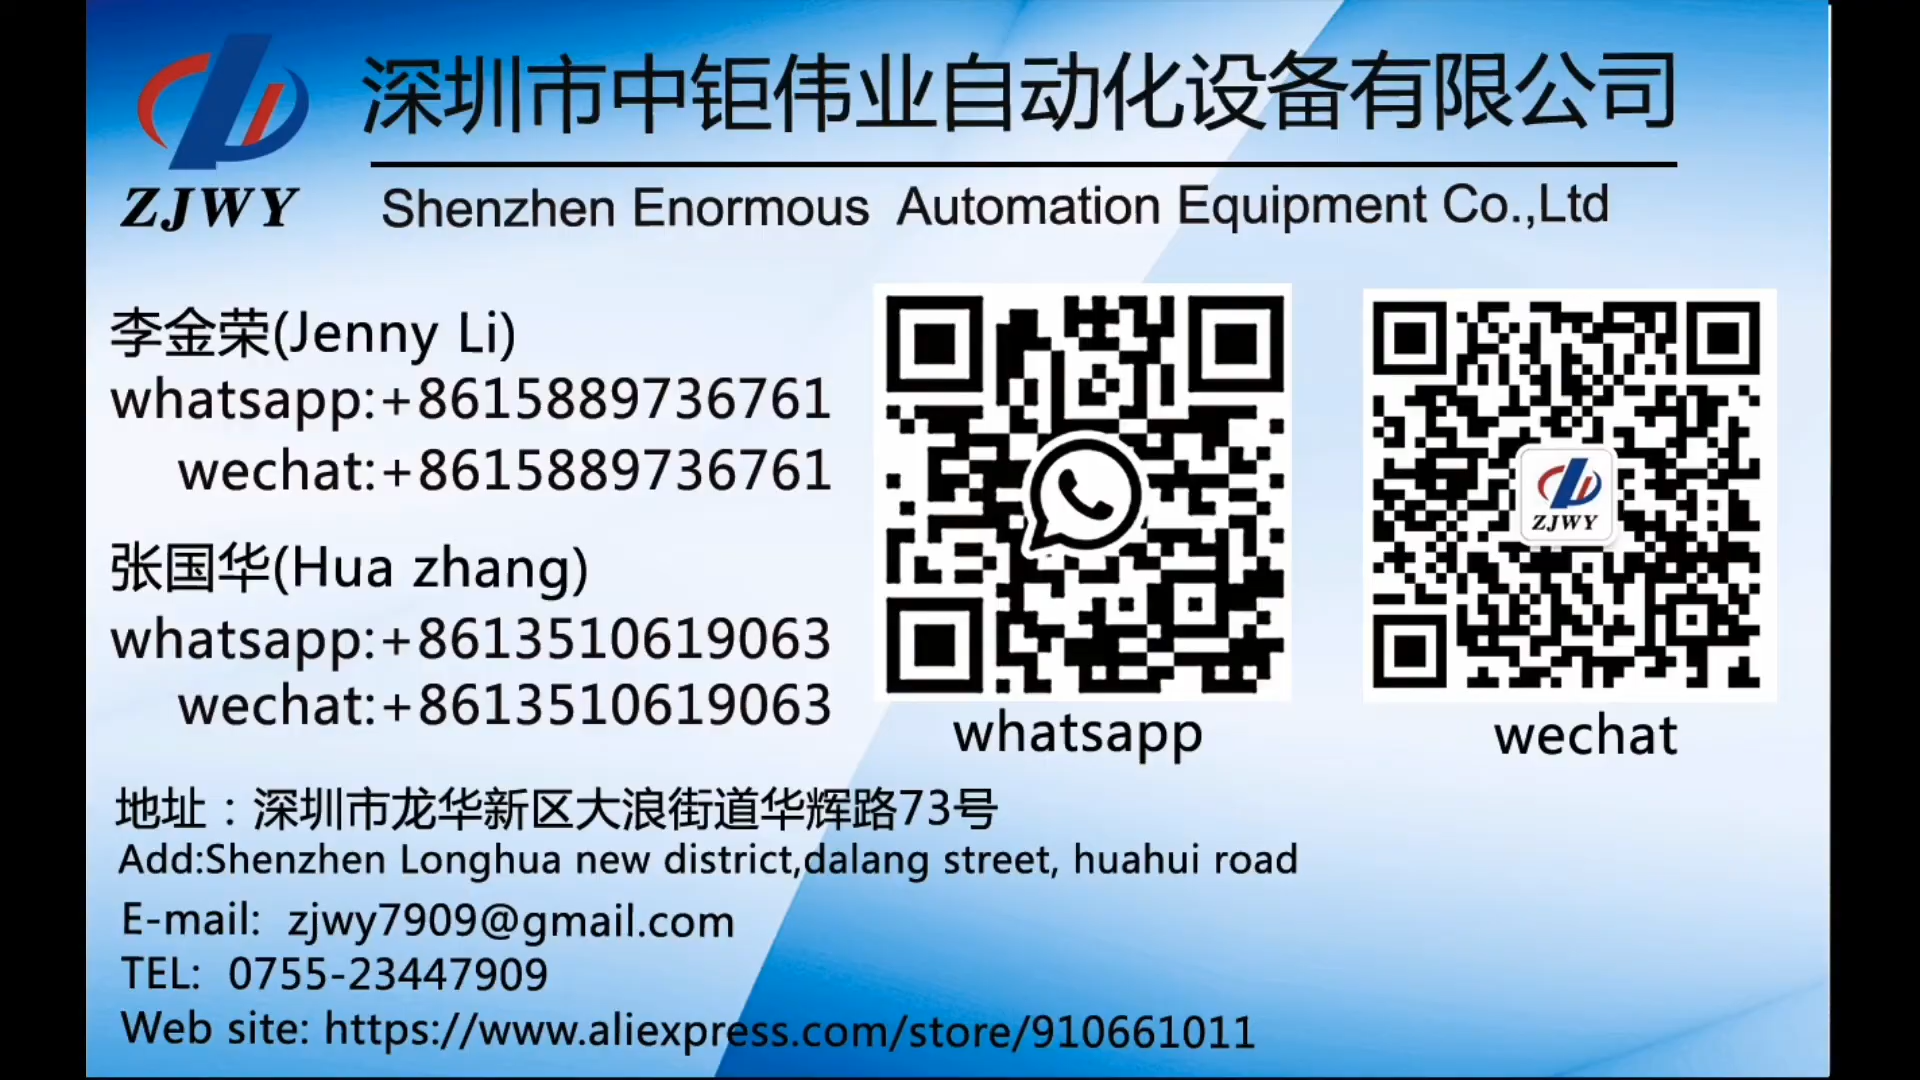 深圳市中钜伟业自动化设备有限公司
ZJWY
Shenzhen Enormous Automation Equipment Co.,Ltd
李金荣(Jenny Li)
whatsapp:+8615889736761
wechat:+8615889736761
张国华(Hua zhang)
whatsapp:+8613510619063
wechat:+8613510619063
ZJWY
whatsapp
wechat
地址：深圳市龙华新区大浪街道华辉路73号
Add:Shenzhen Longhua new district,dalang street, huahui road
E-mail: zjwy7909@gmail.com
TEL: 0755-23447909
Web site: https://www.aliexpress.com/store/910661011